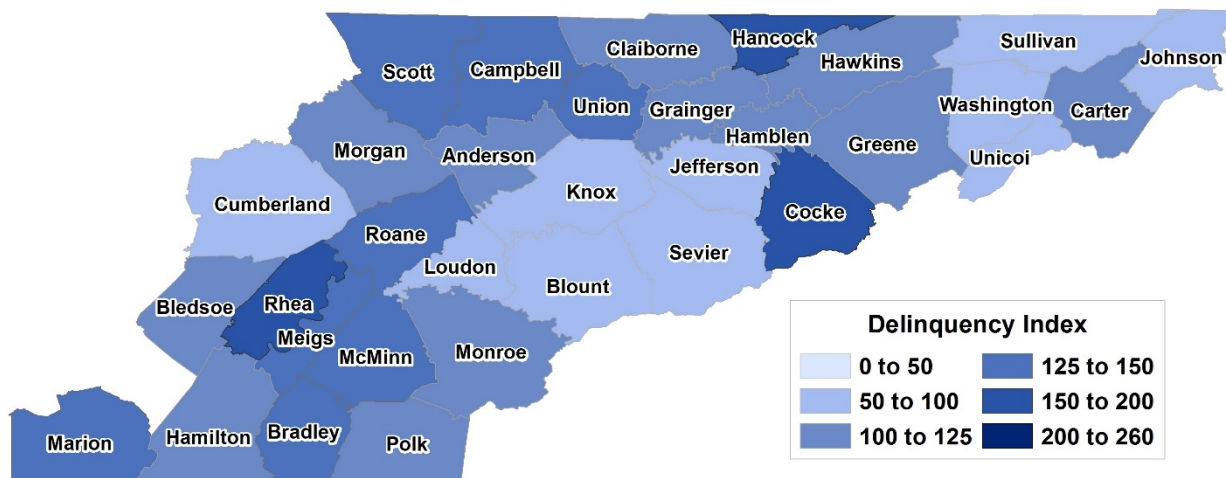 Claiborne
Hancock
Sullivan
Johnson
Scott
Campbell
Hawkins
Union
Grainger
Washington
Carter
Morgan
Anderson
Hamblen
Greene
Unicoi
Jefferson
Cumberland
Knox
Cocke
Roane
Sevier
Loudon
Blount
Bledsoe
Rhea
Meigs
McMinn
Monroe
Marion
Hamilton
Bradley
Polk
Delinquency Index
0 to 50
50 to 100
100 to 125
125 to 150
150 to 200
200 to 260